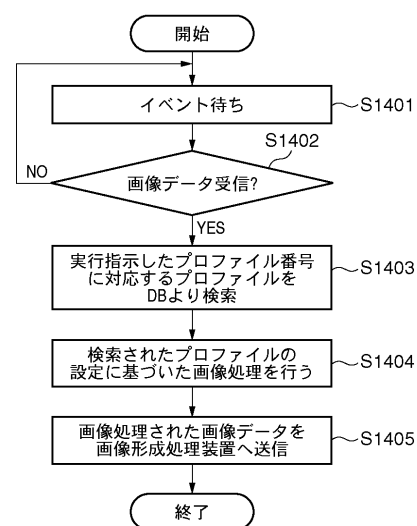 開始
イベント待ち
S1401
S1402
画像データ受信?
NO
YES
実行指示したプロファイル番号
に対応するプロファイルを
DBより検索
S1403
検索されたプロファイルの
設定に基づいた画像処理を行う
S1404
画像処理された画像データを
画像形成処理装置へ送信
S1405
終了